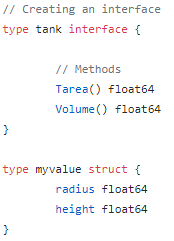 // Creating an interface
type tank interface {
// Methods
Tarea() float64
Volume() float64
}
type myvalue struct {
radius float64
height float64
}